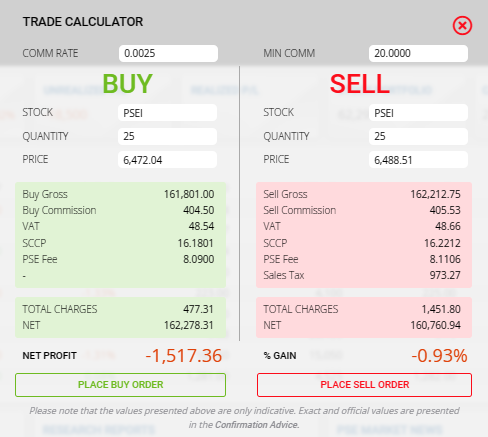 TRADE CALCULATOR
COMM RATE 0.0025 MIN COMM 20.0000
BUY SELL
STOCK PSEI STOCK PSEI
QUANTITY 25 QUANTITY 25
PRICE 6,472.04 PRICE 6,488.51
Buy Gross 161,801.00 Sell Gross 162,212.75
Buy Commission 404.50 Sell Commission 405.53
VAT 48.54 VAT 48.66
SCCP 16.1801 SCCP 16.2212
PSE Fee 8.0900 PSE Fee 8.1106
- Sales Tax 973.27
TOTAL CHARGES 477.31 TOTAL CHARGES 1,451.80
NET 162,278.31 NET 160,760.94
NET PROFIT -1,517.36 % GAIN -0.93%
PLACE BUY ORDER PLACE SELL ORDER
Please note that the values presented above are only indicative. Exact and official values are presented
in the Confirmation Advice.